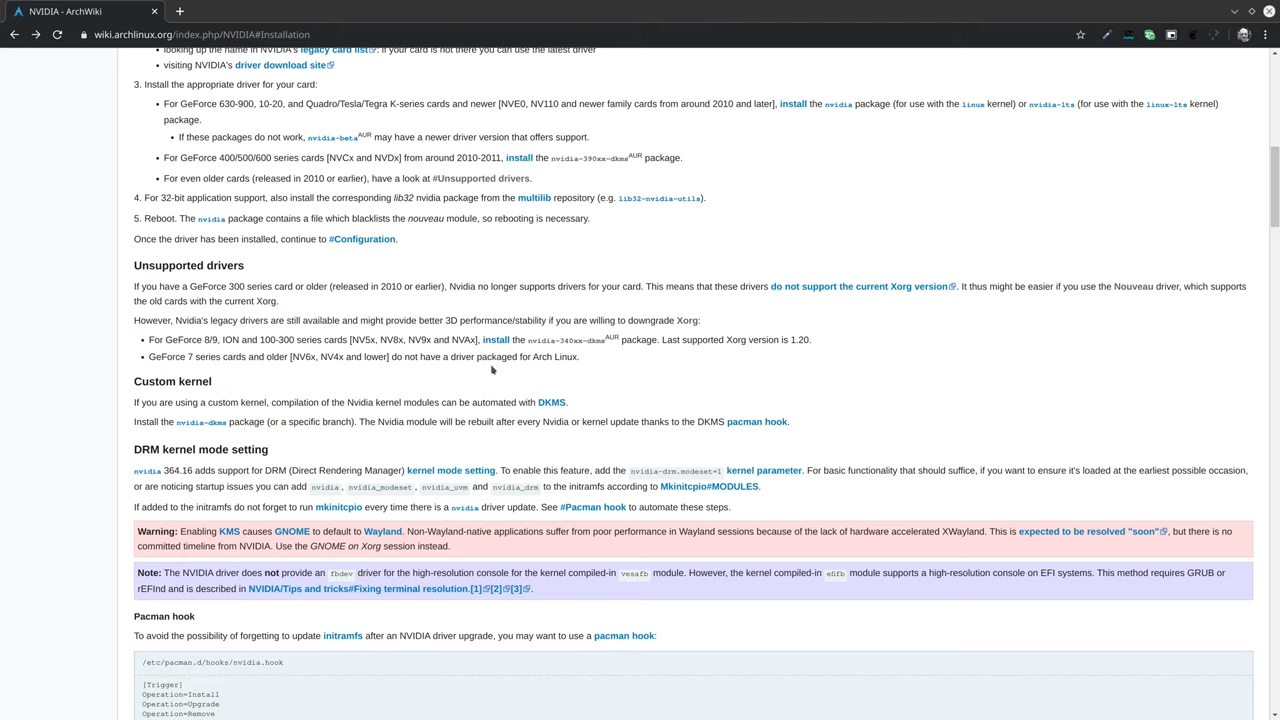 NVIDIA - ArchWiki
wiki.archlinux.org/index.php/NVIDIA#Installation
• looking up the name in NVIDIA's legacy card list: if your card is not there you can use the latest driver
• visiting NVIDIA's driver download site
3. Install the appropriate driver for your card:
• For GeForce 630-900, 10-20, and Quadro/Tesla/Tegra K-series cards and newer [NVE0, NV110 and newer family cards from around 2010 and later], install the nvidia package (for use with the linux kernel) or nvidia-lts (for use with the linux-lts kernel)
package.
• If these packages do not work, nvidia-betaAUR may have a newer driver version that offers support.
• For GeForce 400/500/600 series cards [NVCx and NVDx] from around 2010-2011, install the nvidia-390xx-dkmsAUR package.
• For even older cards (released in 2010 or earlier), have a look at #Unsupported drivers.
4. For 32-bit application support, also install the corresponding lib32 nvidia package from the multilib repository (e.g. lib32-nvidia-utils).
5. Reboot. The nvidia package contains a file which blacklists the nouveau module, so rebooting is necessary.
Once the driver has been installed, continue to #Configuration.
Unsupported drivers
If you have a GeForce 300 series card or older (released in 2010 or earlier), Nvidia no longer supports drivers for your card. This means that these drivers do not support the current Xorg version. It thus might be easier if you use the Nouveau driver, which supports
the old cards with the current Xorg.
However, Nvidia's legacy drivers are still available and might provide better 3D performance/stability if you are willing to downgrade Xorg:
• For GeForce 8/9, ION and 100-300 series cards [NV5x, NV8x, NV9x and NVAx], install the nvidia-340xx-dkmsAUR package. Last supported Xorg version is 1.20.
• GeForce 7 series cards and older [NV6x, NV4x and lower] do not have a driver packaged for Arch Linux.
Custom kernel
If you are using a custom kernel, compilation of the Nvidia kernel modules can be automated with DKMS.
Install the nvidia-dkms package (or a specific branch). The Nvidia module will be rebuilt after every Nvidia or kernel update thanks to the DKMS pacman hook.
DRM kernel mode setting
nvidia 364.16 adds support for DRM (Direct Rendering Manager) kernel mode setting. To enable this feature, add the nvidia-drm.modeset=1 kernel parameter. For basic functionality that should suffice, if you want to ensure it's loaded at the earliest possible occasion,
or are noticing startup issues you can add nvidia, nvidia_modeset, nvidia_uvm and nvidia_drm to the initramfs according to Mkinitcpio#MODULES.
If added to the initramfs do not forget to run mkinitcpio every time there is a nvidia driver update. See #Pacman hook to automate these steps.
Warning: Enabling KMS causes GNOME to default to Wayland. Non-Wayland-native applications suffer from poor performance in Wayland sessions because of the lack of hardware accelerated XWayland. This is expected to be resolved "soon", but there is no
committed timeline from NVIDIA. Use the GNOME on Xorg session instead.
Note: The NVIDIA driver does not provide an fbdev driver for the high-resolution console for the kernel compiled-in vesafb module. However, the kernel compiled-in efifb module supports a high-resolution console on EFI systems. This method requires GRUB or
rEFInd and is described in NVIDIA/Tips and tricks#Fixing terminal resolution.[1][2][3].
Pacman hook
To avoid the possibility of forgetting to update initramfs after an NVIDIA driver upgrade, you may want to use a pacman hook:
/etc/pacman.d/hooks/nvidia.hook
[Trigger]
Operation=Install
Operation=Upgrade
Operation=Remove